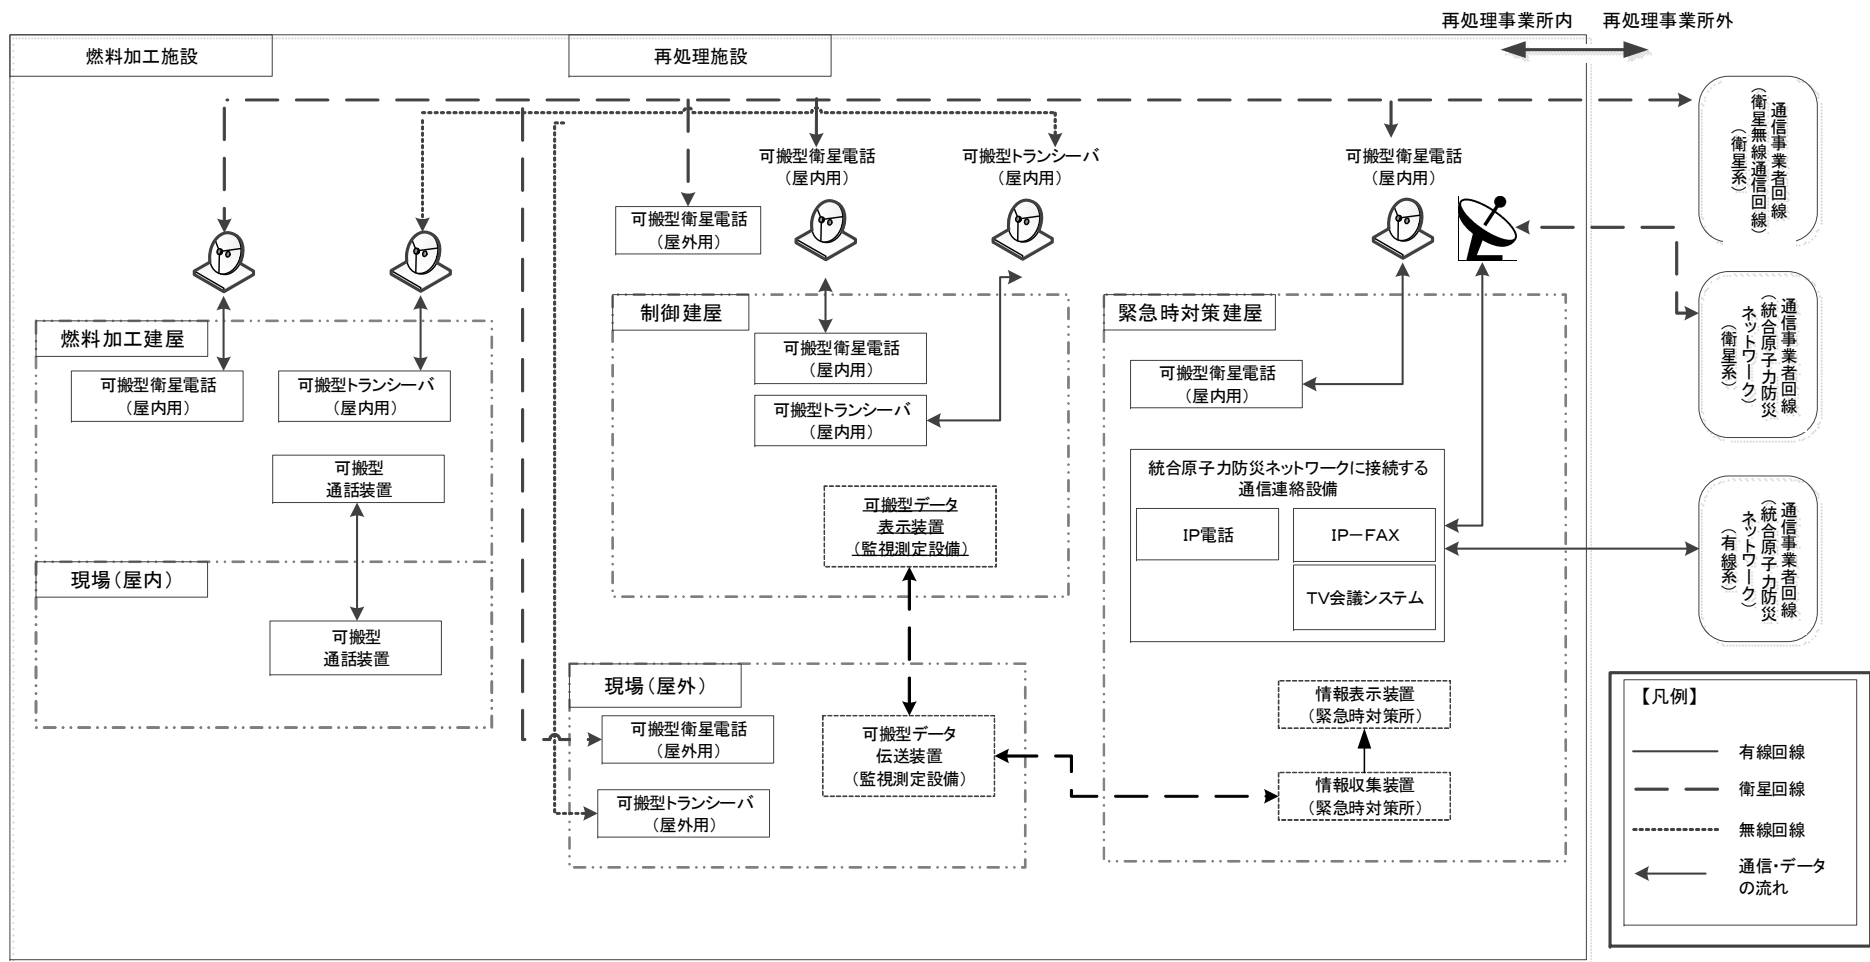 再処理事業所内
再処理事業所外
燃料加工施設
再処理施設
可搬型衛星電話
(屋内用)
可搬型トランシーバ
(屋内用)
可搬型衛星電話
(屋内用)
可搬型衛星電話
(屋外用)
通信事業者回線
(衛星無線通信回線)
(衛星系)
燃料加工建屋
可搬型衛星電話
(屋内用)
可搬型トランシーバ
(屋内用)
可搬型
通話装置
現場(屋内)
可搬型
通話装置
制御建屋
可搬型衛星電話
(屋内用)
可搬型トランシーバ
(屋内用)
可搬型データ
表示装置
(監視測定設備)
現場(屋外)
可搬型衛星電話
(屋外用)
可搬型トランシーバ
(屋外用)
可搬型データ
伝送装置
(監視測定設備)
緊急時対策建屋
可搬型衛星電話
(屋内用)
統合原子力防災ネットワークに接続する
通信連絡設備
IP電話
IP-FAX
TV会議システム
情報表示装置
(緊急時対策所)
情報収集装置
(緊急時対策所)
通信事業者回線
(統合原子力防災
ネットワーク)
(衛星系)
通信事業者回線
(統合原子力防災
ネットワーク)
(有線系)
【凡例】
有線回線
衛星回線
無線回線
通信・データ
の流れ